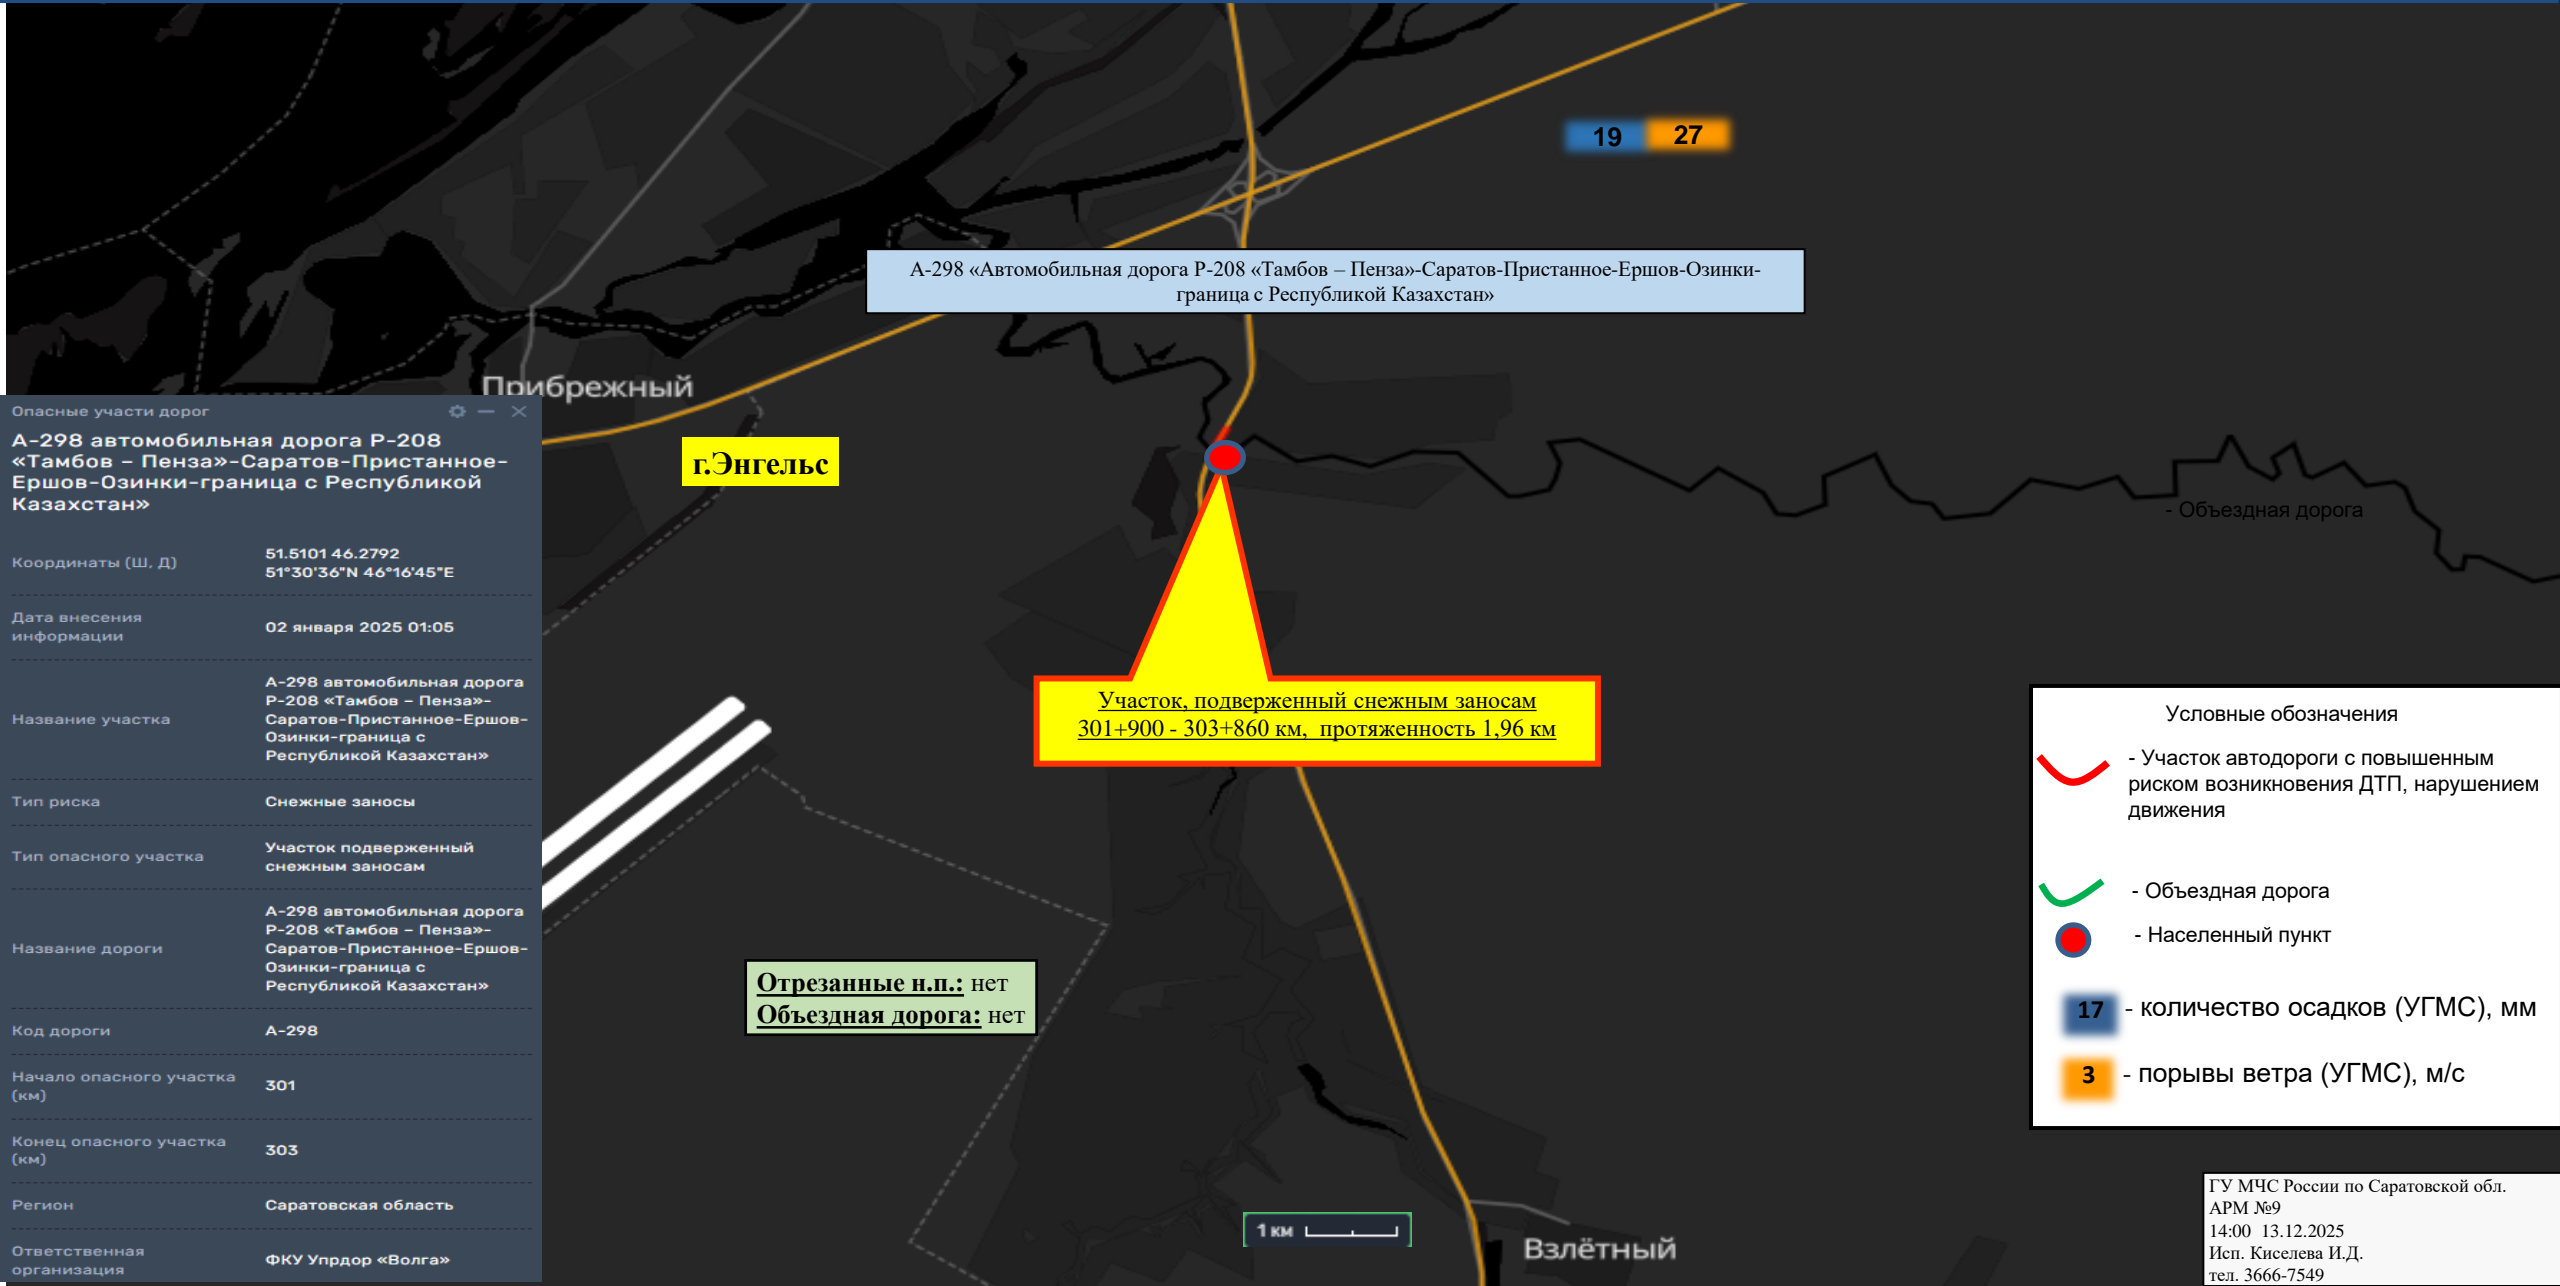 19 27
А-298 «Автомобильная дорога Р-208 «Тамбов – Пенза»-Саратов-Пристанное-Ершов-Озинки-
граница с Республикой Казахстан»
Прибрежный
г.Энгельс
Опасные участи дорог
А-298 автомобильная дорога Р-208
«Тамбов – Пенза»-Саратов-Пристанное-
Ершов-Озинки-граница с Республикой
Казахстан»
Координаты (Ш, Д)
51.5101 46.2792
51°30'36"N 46°16'45"E
Дата внесения
информации
02 января 2025 01:05
Название участка
А-298 автомобильная дорога
Р-208 «Тамбов – Пенза»-
Саратов-Пристанное-Ершов-
Озинки-граница с
Республикой Казахстан»
Тип риска
Снежные заносы
Тип опасного участка
Участок подверженный
снежным заносам
Название дороги
А-298 автомобильная дорога
Р-208 «Тамбов – Пенза»-
Саратов-Пристанное-Ершов-
Озинки-граница с
Республикой Казахстан»
Код дороги
А-298
Начало опасного участка
(км)
301
Конец опасного участка
(км)
303
Регион
Саратовская область
Ответственная
организация
ФКУ Упрдор «Волга»
- Объездная дорога
Участок, подверженный снежным заносам
301+900 - 303+860 км, протяженность 1,96 км
Отрезанные н.п.: нет
Объездная дорога: нет
1 км
Взлётный
Условные обозначения
- Участок автодороги с повышенным
риском возникновения ДТП, нарушением
движения
- Объездная дорога
- Населенный пункт
17 - количество осадков (УГМС), мм
3 - порывы ветра (УГМС), м/с
ГУ МЧС России по Саратовской обл.
АРМ №9
14:00 13.12.2025
Исп. Киселева И.Д.
тел. 3666-7549